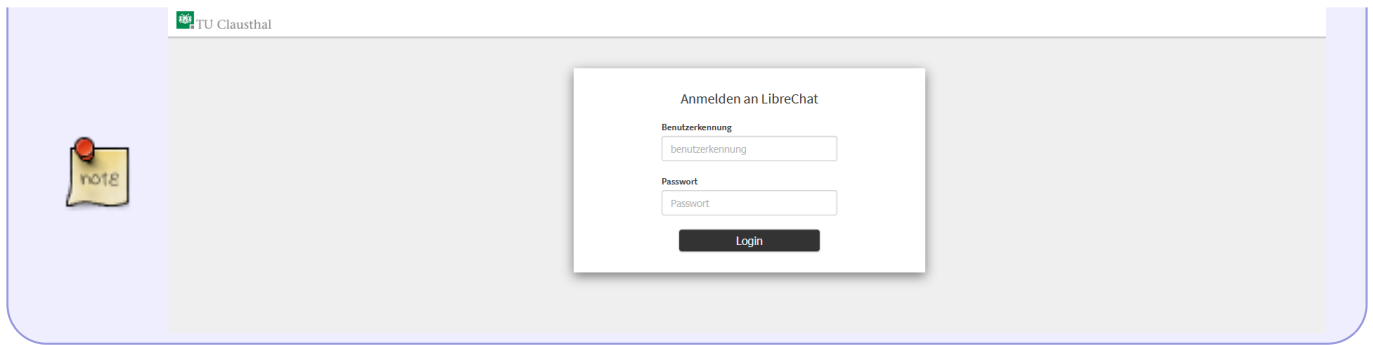 TU Clausthal
Anmelden an LibreChat
Benutzerkennung
benutzerkennung
note
Passwort
Passwort
Login